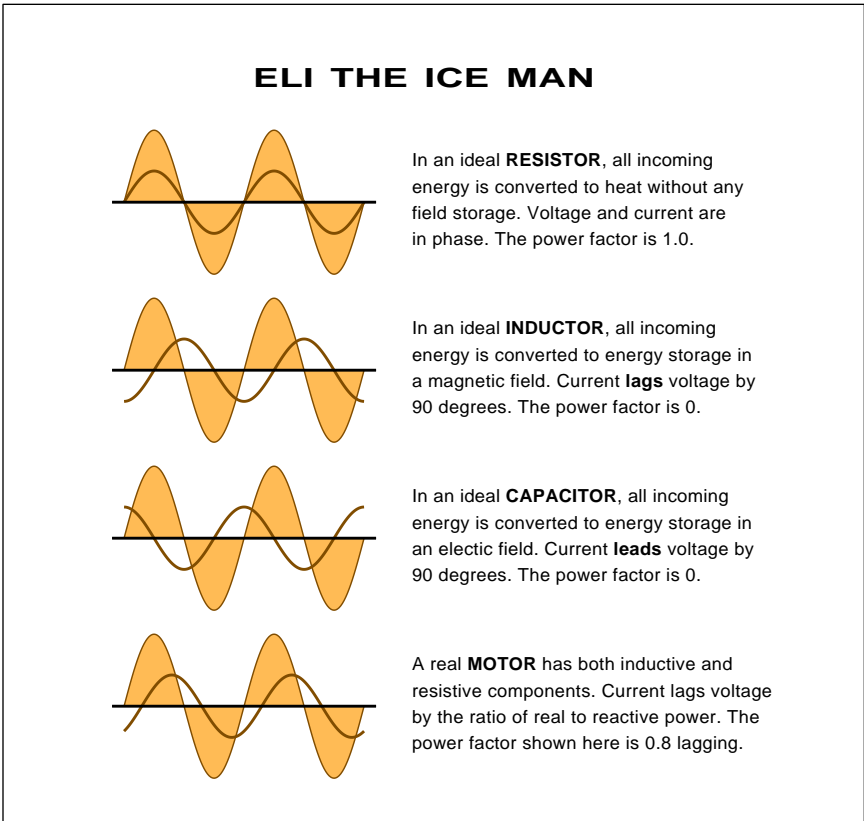 ELI THE ICE MAN
In an ideal RESISTOR, all incoming
energy is converted to heat without any
field storage. Voltage and current are
in phase. The power factor is 1.0.
In an ideal INDUCTOR, all incoming
energy is converted to energy storage in
a magnetic field. Current lags voltage by
90 degrees. The power factor is 0.
In an ideal CAPACITOR, all incoming
energy is converted to energy storage in
an electic field. Current leads voltage by
90 degrees. The power factor is 0.
A real MOTOR has both inductive and
resistive components. Current lags voltage
by the ratio of real to reactive power. The
power factor shown here is 0.8 lagging.